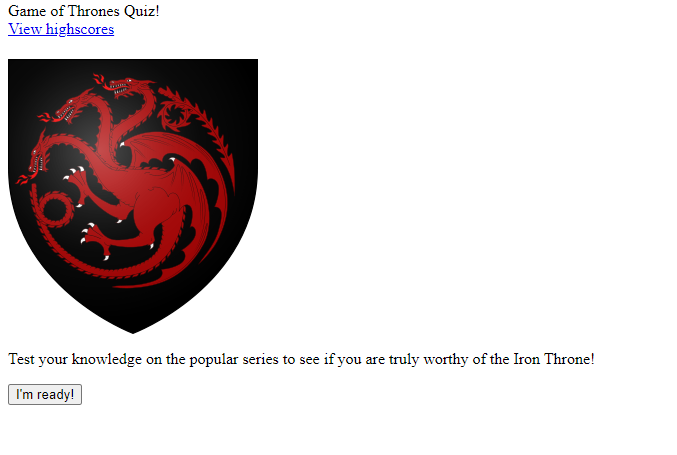 Game of Thrones Quiz!
View highscores
Test your knowledge on the popular series to see if you are truly worthy of the Iron Throne!
I'm ready!